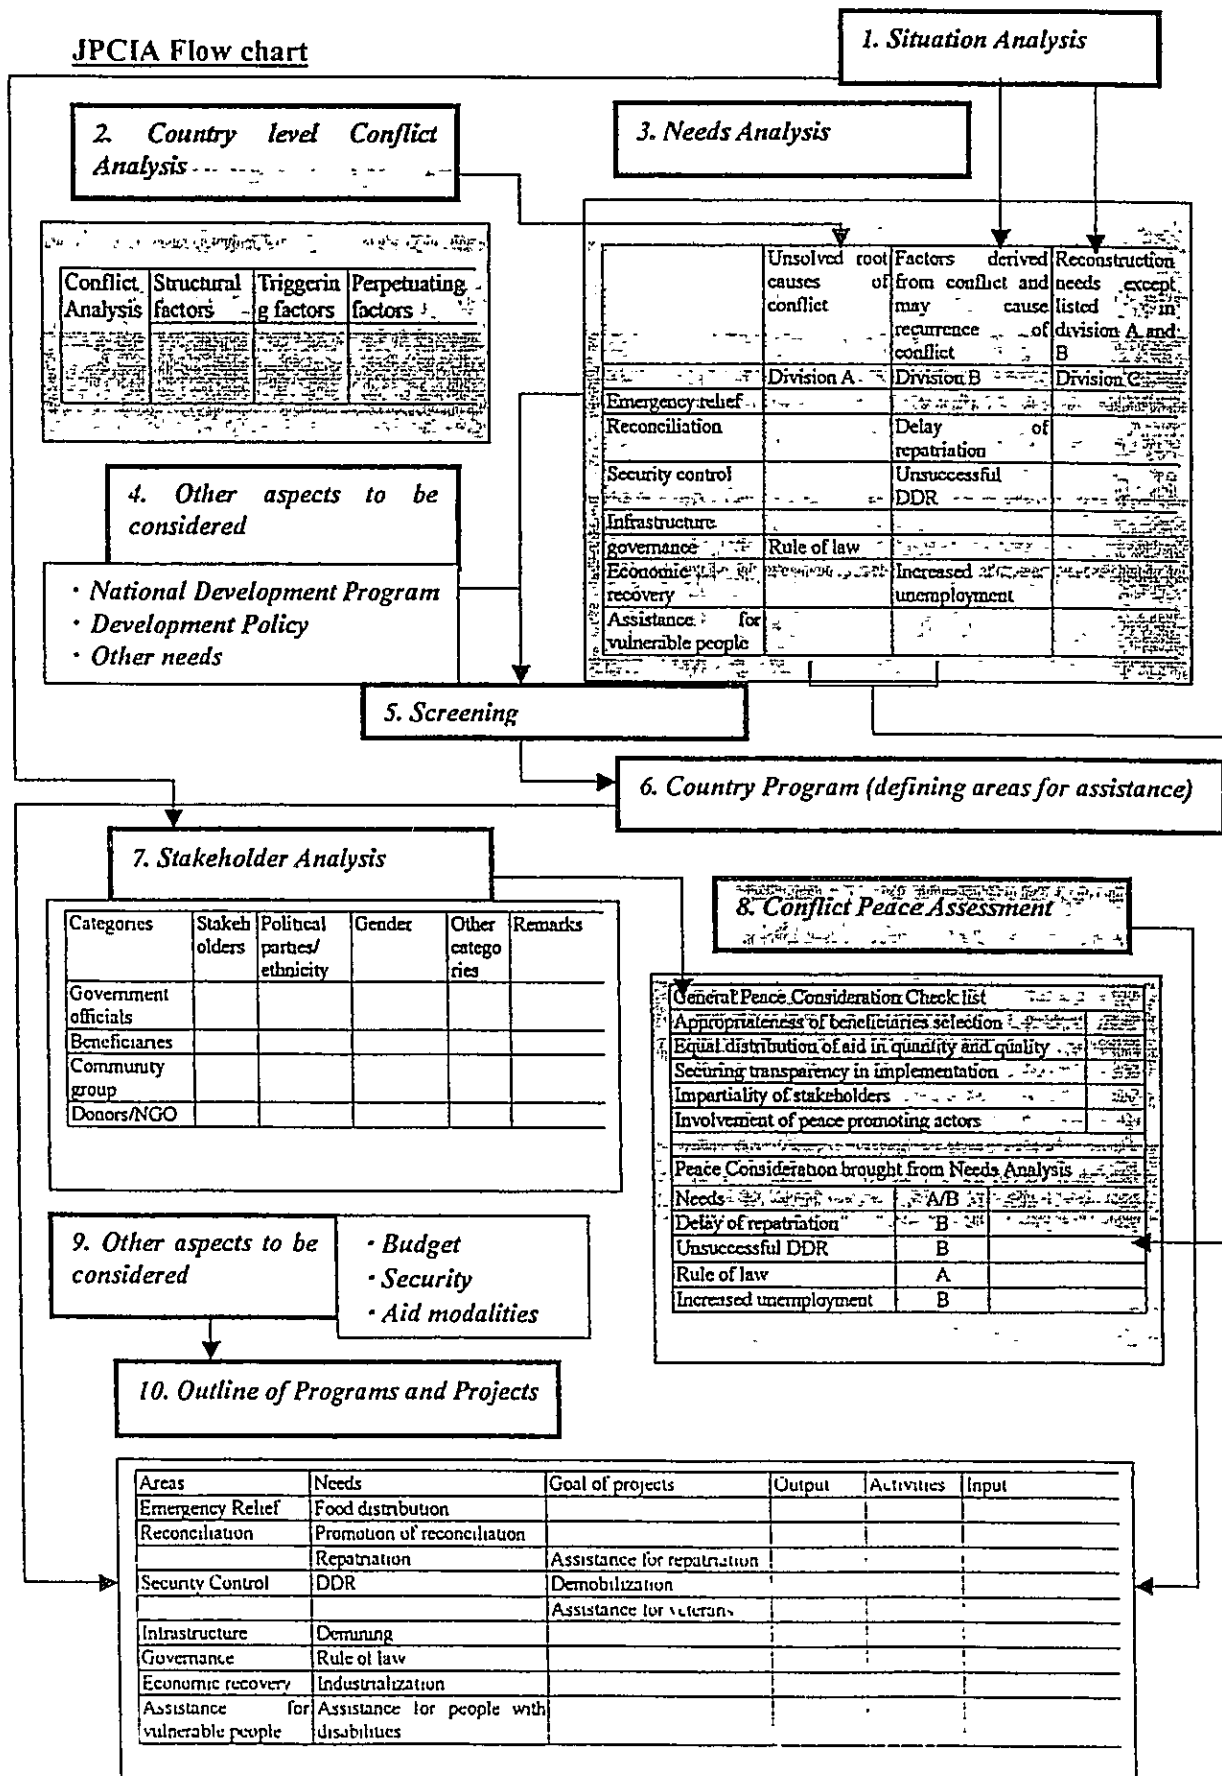 JPCIA Flow chart
1. Situation Analysis
2. Country level Conflict
Analysis
3. Needs Analysis
Conflict Analysis | Structural factors | Triggerin g factors | Perpetuating factors
Unsolved root causes of conflict | Factors derived from conflict and may cause recurrence of conflict | Reconstruction needs except listed in division A and B
Division A | Division B | Division C
Emergency relief
Reconciliation | Delay of repatriation
Security control | Unsuccessful DDR
Infrastructure
governance | Rule of law
Economic recovery | Increased unemployment
Assistance for vulnerible people
4. Other aspects to be
considered
· National Development Program
· Development Policy
· Other needs
5. Screening
6. Country Program (defining areas for assistance)
7. Stakeholder Analysis
Categories | Stakeh olders | Political parties/ ethnicity | Gender | Other catego ries | Remarks
Government officials
Beneficiaries
Community group
Donors/NGO
8. Conflict Peace Assessment
General Peace Consideration Check list
Appropriateness of beneficiaries selection
Equal distribution of aid in quantity and quality
Securing transparency in implementation
Impartiality of stakeholders
Involvement of peace promoting actors
Peace Consideration brought from Needs Analysis
Needs | A/B
Delay of repatriation | B
Unsuccessful DDR | B
Rule of law | A
Increased unemployment | B
9. Other aspects to be
considered
· Budget
· Security
· Aid modalities
10. Outline of Programs and Projects
Areas | Needs | Goal of projects | Output | Activities | Input
Emergency Relief | Food distribution
Reconciliation | Promotion of reconciliation
Repatriation | Assistance for repatriation
Security Control | DDR | Demobilization
Assistance for veterans
Infrastructure | Demining
Governance | Rule of law
Economic recovery | Industrialization
Assistance for vulnerable people | Assistance for people with disabilities